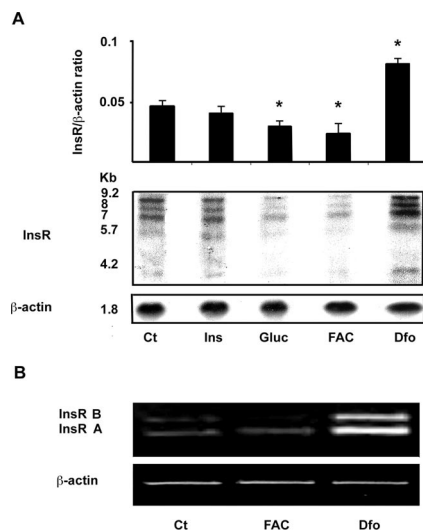 A
InsR/β-actin ratio
0.1
0.05
* * *
Kb
9.2
8
7
5.7
4.2
InsR
β-actin
1.8
Ct Ins Gluc FAC Dfo
B
InsR B
InsR A
β-actin
Ct FAC Dfo